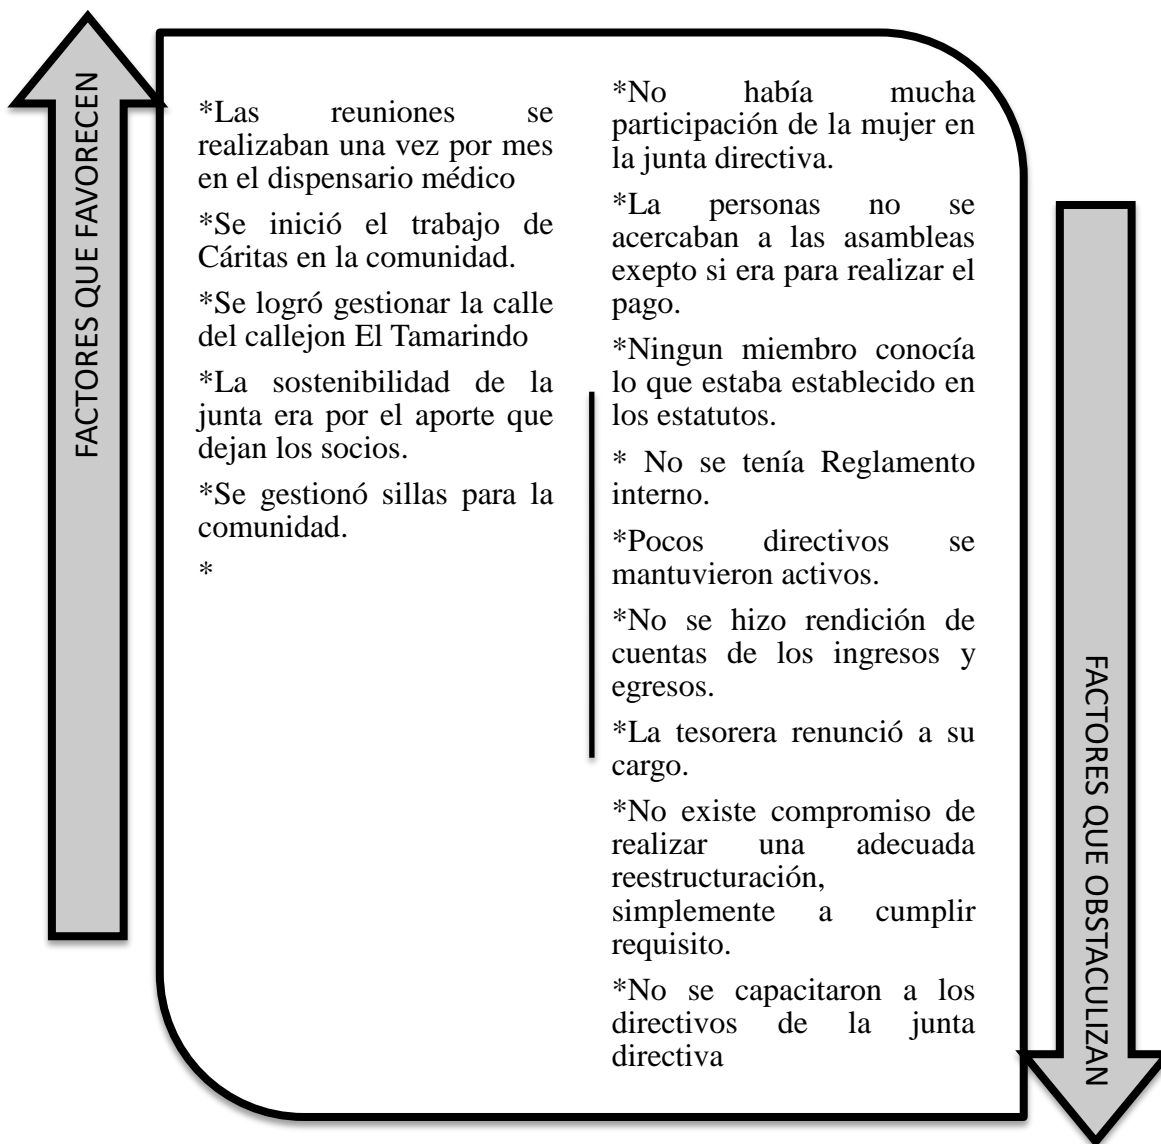 FACTORES QUE FAVORECEN
*Las reuniones se
realizaban una vez por mes
en el dispensario médico
*Se inició el trabajo de
Cáritas en la comunidad.
*Se logró gestionar la calle
del callejon El Tamarindo
*La sostenibilidad de la
junta era por el aporte que
dejan los socios.
*Se gestionó sillas para la
comunidad.
*
*No había mucha
participación de la mujer en
la junta directiva.
*La personas no se
acercaban a las asambleas
exepto si era para realizar el
pago.
*Ningun miembro conocía
lo que estaba establecido en
los estatutos.
* No se tenía Reglamento
interno.
*Pocos directivos se
mantuvieron activos.
*No se hizo rendición de
cuentas de los ingresos y
egresos.
*La tesorera renunció a su
cargo.
*No existe compromiso de
realizar una adecuada
reestructuración,
simplemente a cumplir
requisito.
*No se capacitaron a los
directivos de la junta
directiva
FACTORES QUE OBSTACULIZAN